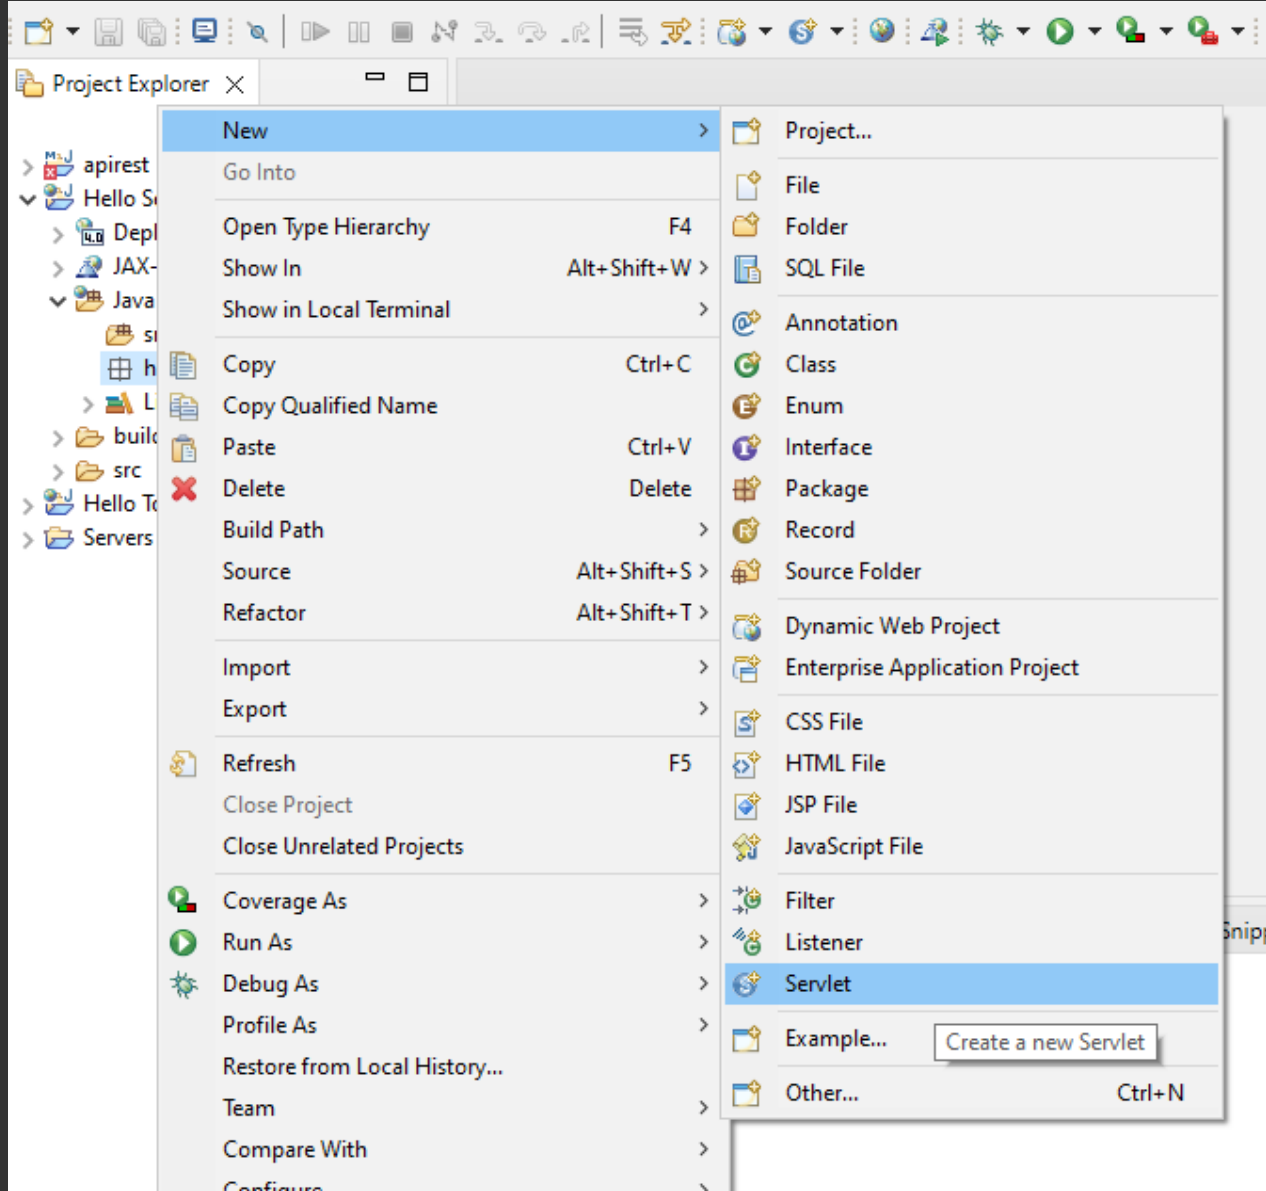 Project Explorer
apirest
Hello
Java
build
src
Hello
Servers
New
Go Into
Open Type Hierarchy F4
Show In Alt+Shift+W
Show in Local Terminal
Copy Ctrl+C
Copy Qualified Name
Paste Ctrl+V
Delete Delete
Build Path
Source Alt+Shift+S
Refactor Alt+Shift+T
Import
Export
Refresh F5
Close Project
Close Unrelated Projects
Coverage As
Run As
Debug As
Profile As
Restore from Local History...
Team
Compare With
Configure
Project...
File
Folder
SQL File
Annotation
Class
Enum
Interface
Package
Record
Source Folder
Dynamic Web Project
Enterprise Application Project
CSS File
HTML File
JSP File
JavaScript File
Filter
Listener
Servlet
Example...
Create a new Servlet
Other... Ctrl+N